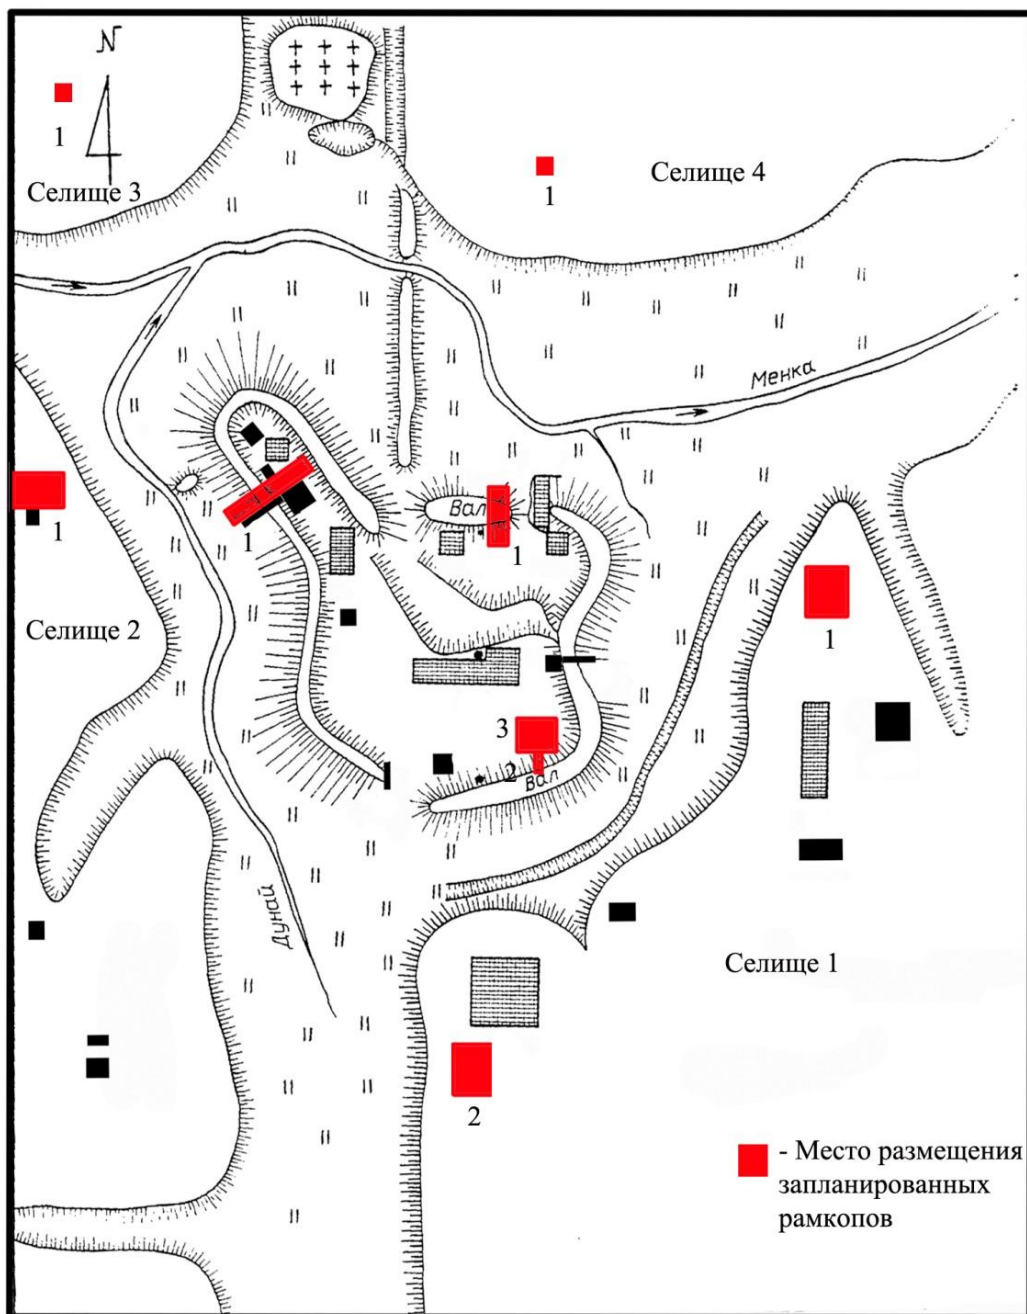 N
1
Селище 3
Селище 4
1
Менка
Вал
1
1
1
Селище 2
1
3
2
Вал
Дунай
Селище 1
2
- Место размещения
запланированных
рамкопов